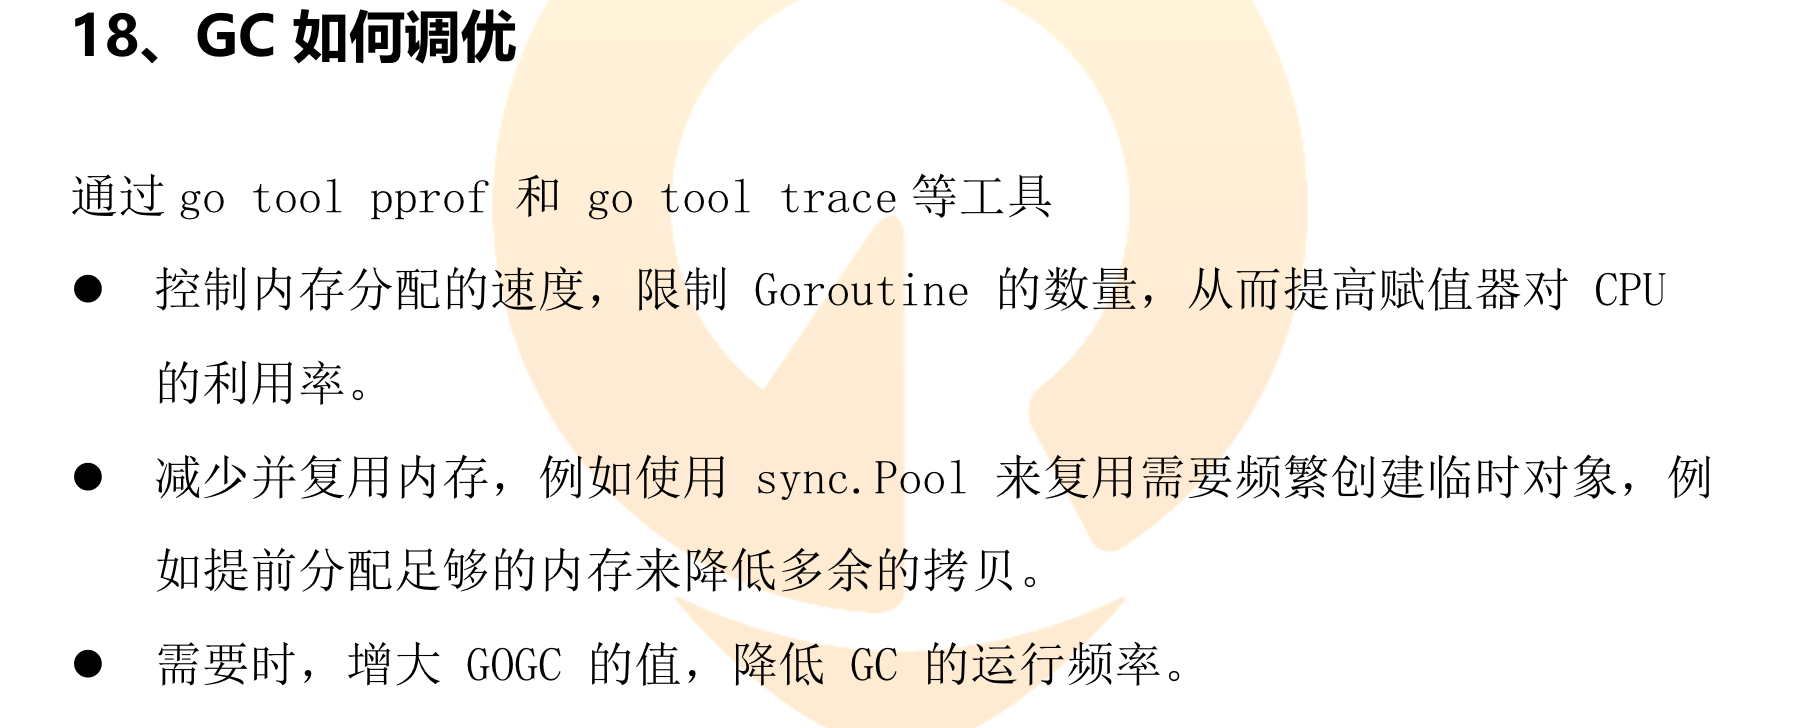 18、GC 如何调优
通过 go tool pprof 和 go tool trace 等工具
● 控制内存分配的速度，限制 Goroutine 的数量，从而提高赋值器对 CPU
的利用率。
● 减少并复用内存，例如使用 sync.Pool 来复用需要频繁创建临时对象，例
如提前分配足够的内存来降低多余的拷贝。
● 需要时，增大 GOGC 的值，降低 GC 的运行频率。